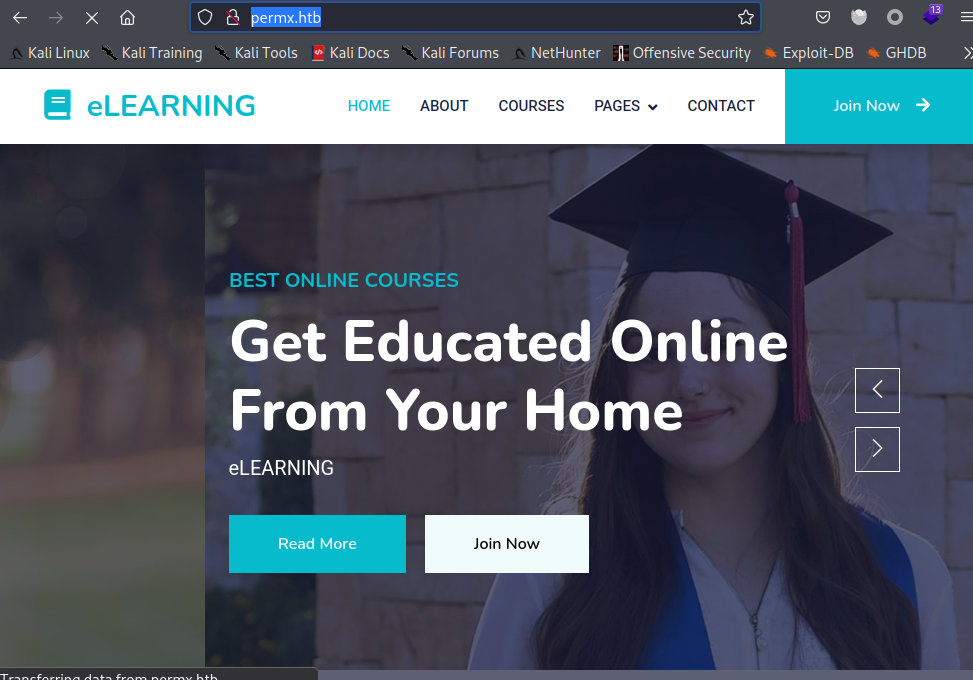 permx.htb
13
Kali Linux Kali Training Kali Tools Kali Docs Kali Forums NetHunter Offensive Security Exploit-DB GHDB
eLEARNING HOME ABOUT COURSES PAGES CONTACT Join Now
BEST ONLINE COURSES
Get Educated Online
From Your Home
eLEARNING
Read More Join Now
Transferring data from permx.htb